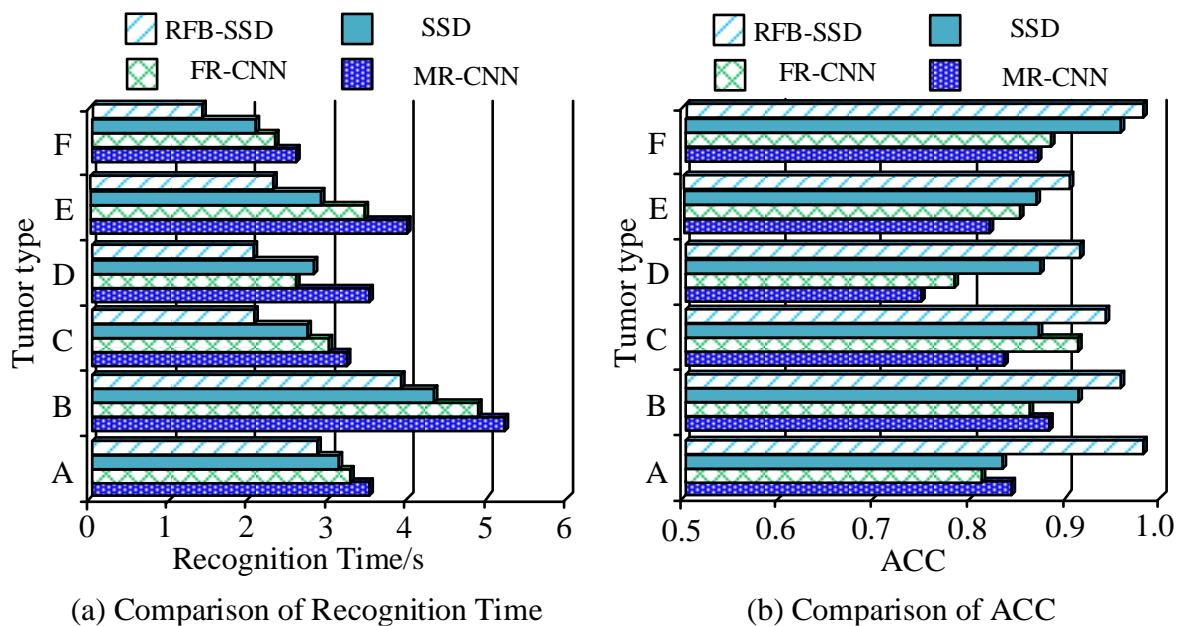 RFB-SSD SSD
FR-CNN MR-CNN
Tumor type
F
E
D
C
B
A
0 1 2 3 4 5 6
Recognition Time/s
(a) Comparison of Recognition Time
RFB-SSD SSD
FR-CNN MR-CNN
Tumor type
F
E
D
C
B
A
0.5 0.6 0.7 0.8 0.9 1.0
ACC
(b) Comparison of ACC